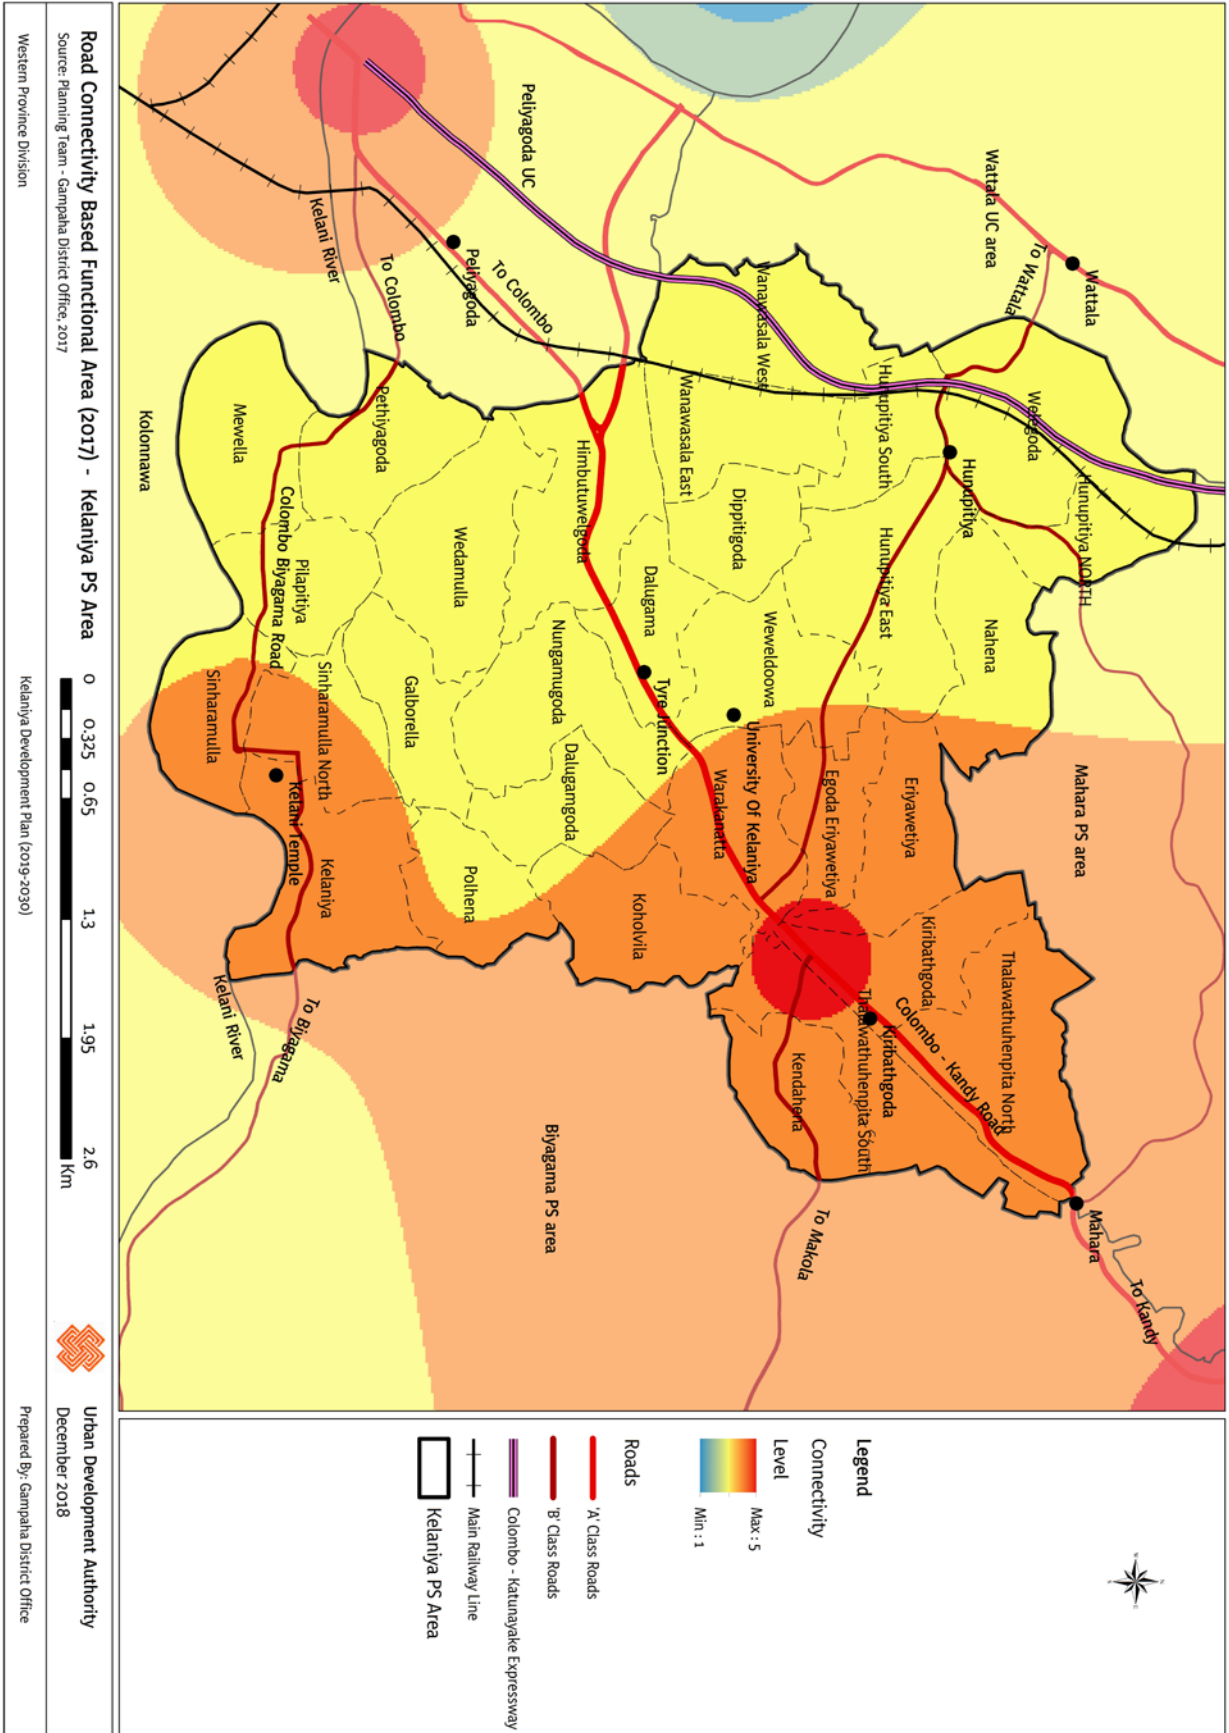 Wattala UC area
Wattala
To Wattala
Peliyagoda UC
Wanawasala West
Welegoda
Hunupitiya NORTH
Hunupitiya South
Hunupitiya
Wanawasala East
Dippitigoda
Hunupitiya East
Nahena
Mahara PS area
Peliyagoda
To Colombo
Kelani River
To Colombo
Himbutuwelgoda
Dalugama
Weweldoowa
Eriyawetiya
Egoda Eriyawetiya
Tyre Junction
University Of Kelaniya
Warakanatta
Kiribathgoda
Thalawathuhenpita North
Pethiyagoda
Wedamulla
Nungamugoda
Dalugamgoda
Koholvila
Thalawathuhenpita South
Kiribathgoda
Colombo - Kandy Road
Kendahena
Mahara
To Kandy
To Makola
Mewella
Kolonnawa
Colombo Biyagama Road
Pilapitiya
Galborella
Sinharamulla North
Sinharamulla
Polhena
Kelani Temple
Kelaniya
Kelani River
To Biyagama
Biyagama PS area
Legend
Connectivity
Level
Max : 5
Min : 1
Roads
'A' Class Roads
'B' Class Roads
Colombo - Katunayake Expressway
Main Railway Line
Kelaniya PS Area
Road Connectivity Based Functional Area (2017) - Kelaniya PS Area
Source: Planning Team - Gampaha District Office, 2017
0 0.325 0.65 1.3 1.95 2.6
Km
Urban Development Authority
December 2018
Western Province Division
Kelaniya Development Plan (2019-2030)
Prepared By: Gampaha District Office